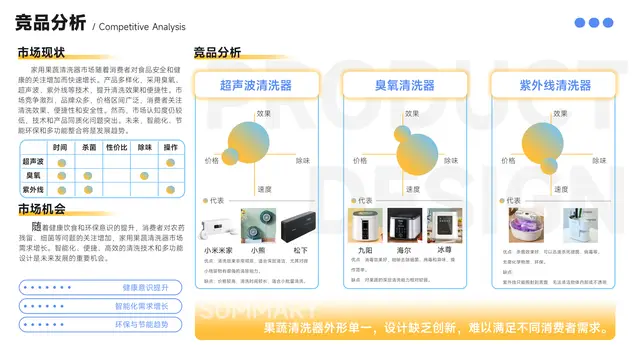 竞品分析 / Competitive Analysis
市场现状
家用果蔬清洗器市场随着消费者对食品安全和健
康的关注增加而快速增长。产品多样化，采用臭氧、
超声波、紫外线等技术，提升清洗效果和便捷性。市
场竞争激烈，品牌众多，价格区间广泛，消费者关注
清洗效果、便捷性和安全性。然而，市场认知度仍较
低，技术和产品同质化问题突出。未来，智能化、节
能环保和多功能整合将是发展趋势。
时间 杀菌 性价比 除味 操作
超声波
臭氧
紫外线
市场机会
随着健康饮食和环保意识的提升，消费者对农药
残留、细菌等问题的关注增加，家用果蔬清洗器市场
需求增长。智能化、便捷、高效的清洗技术和多功能
设计是未来发展的重要机会。
健康意识提升
智能化需求增长
环保与节能趋势
竞品分析
PRODUCT
DESIGN
超声波清洗器
效果
价格 除味
速度
代表
小米米家 小熊 松下
臭氧清洗器
效果
价格 除味
速度
代表
九阳 海尔 冰尊
紫外线清洗器
效果
价格 除味
速度
代表
SUMMARY
果蔬清洗器外形单一，设计缺乏创新，难以满足不同消费者需求。